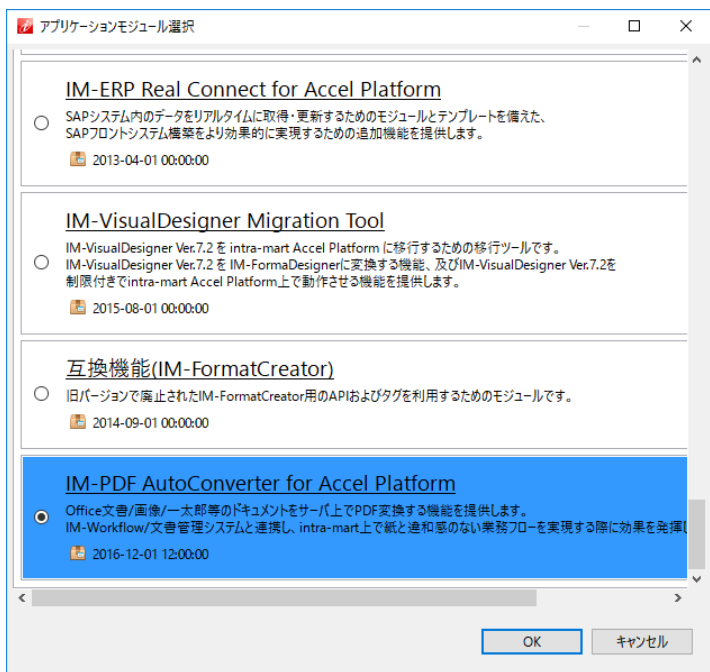 アプリケーションモジュール選択
IM-ERP Real Connect for Accel Platform
SAPシステム内のデータをリアルタイムに取得・更新するためのモジュールとテンプレートを備えた、
SAPフロントシステム構築をより効果的に実現するための追加機能を提供します。
2013-04-01 00:00:00
IM-VisualDesigner Migration Tool
IM-VisualDesigner Ver.7.2 を intra-mart Accel Platform に移行するための移行ツールです。
IM-VisualDesigner Ver.7.2 を IM-FormaDesignerに変換する機能、及びIM-VisualDesigner Ver.7.2を
制限付きでintra-mart Accel Platform上で動作させる機能を提供します。
2015-08-01 00:00:00
互換機能(IM-FormatCreator)
旧バージョンで廃止されたIM-FormatCreator用のAPIおよびタグを利用するためのモジュールです。
2014-09-01 00:00:00
IM-PDF AutoConverter for Accel Platform
Office文書/画像/一太郎等のドキュメントをサーバ上でPDF変換する機能を提供します。
IM-Workflow/文書管理システムと連携し、intra-mart上で紙と違和感のない業務フローを実現する際に効果を発揮し
2016-12-01 12:00:00
OK
キャンセル